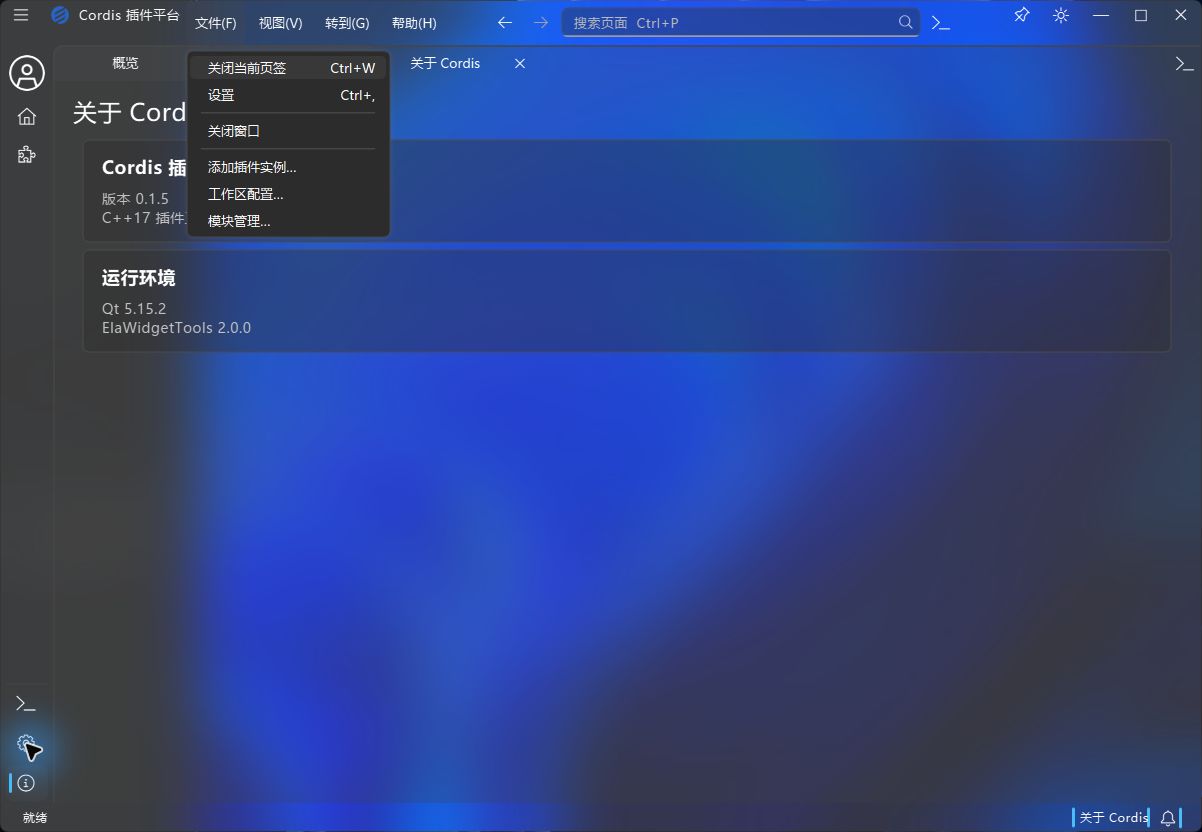 Cordis 插件平台
文件(F) 视图(V) 转到(G) 帮助(H)
搜索页面 Ctrl+P
概览
关于 Cordis
关闭当前页签 Ctrl+W
设置 Ctrl+,
关闭窗口
添加插件实例...
工作区配置...
模块管理...
关于 Cord
Cordis 插
版本 0.1.5
C++17 插件
运行环境
Qt 5.15.2
ElaWidgetTools 2.0.0
就绪
关于 Cordis